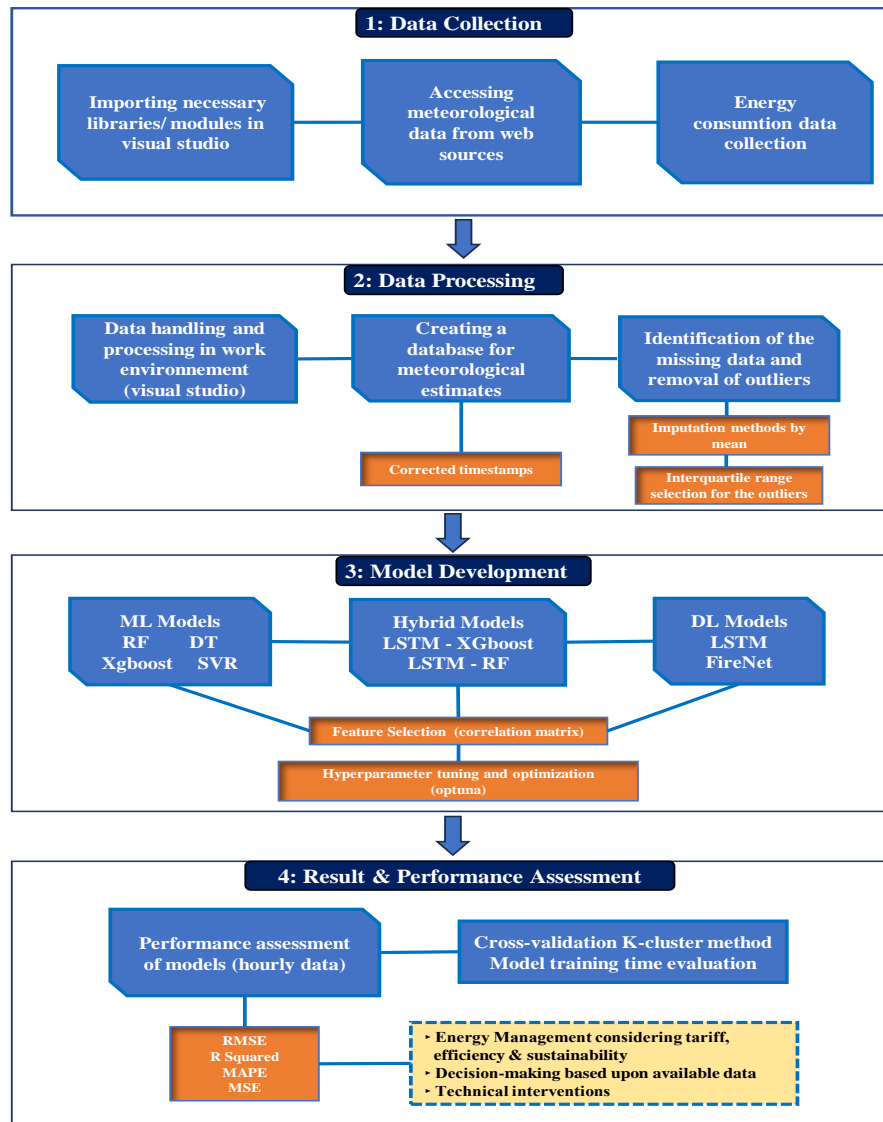 1: Data Collection
Importing necessary
libraries/ modules in
visual studio
Accessing
meteorological
data from web
sources
Energy
consumtion data
collection
2: Data Processing
Data handling and
processing in work
environnement
(visual studio)
Creating a
database for
meteorological
estimates
Identification of the
missing data and
removal of outliers
Corrected timestamps
Imputation methods by
mean
Interquartile range
selection for the outliers
3: Model Development
ML Models
RF DT
Xgboost SVR
Hybrid Models
LSTM - XGboost
LSTM - RF
DL Models
LSTM
FireNet
Feature Selection (correlation matrix)
Hyperparameter tuning and optimization
(optuna)
4: Result & Performance Assessment
Performance assessment
of models (hourly data)
Cross-validation K-cluster method
Model training time evaluation
RMSE
R Squared
MAPE
MSE
‣ Energy Management considering tariff,
efficiency & sustainability
‣ Decision-making based upon available data
‣ Technical interventions